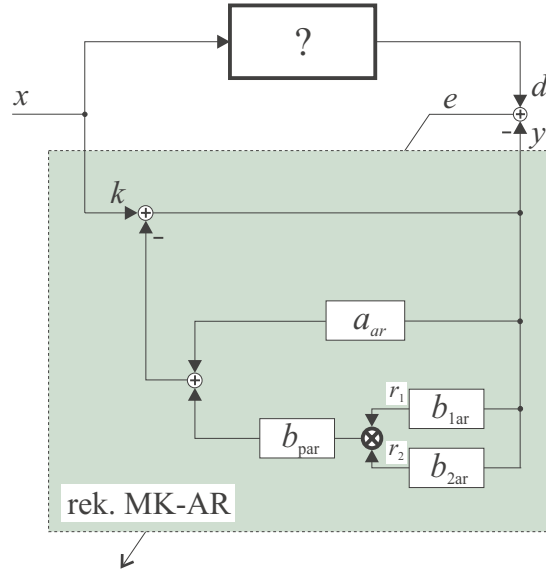 ?
x
e
d
-
y
k
-
a_ar
r_1
b_1ar
b_par
r_2
b_2ar
rek. MK-AR